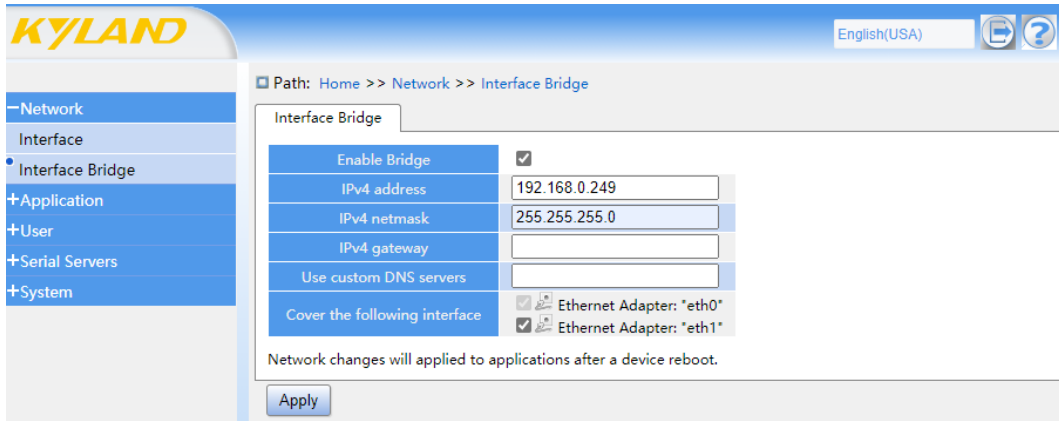 KYLAND
English(USA)
Path: Home >> Network >> Interface Bridge
−Network
Interface
Interface Bridge
+Application
+User
+Serial Servers
+System
Interface Bridge
Enable Bridge
IPv4 address 192.168.0.249
IPv4 netmask 255.255.255.0
IPv4 gateway
Use custom DNS servers
Cover the following interface
Ethernet Adapter: "eth0"
Ethernet Adapter: "eth1"
Network changes will applied to applications after a device reboot.
Apply